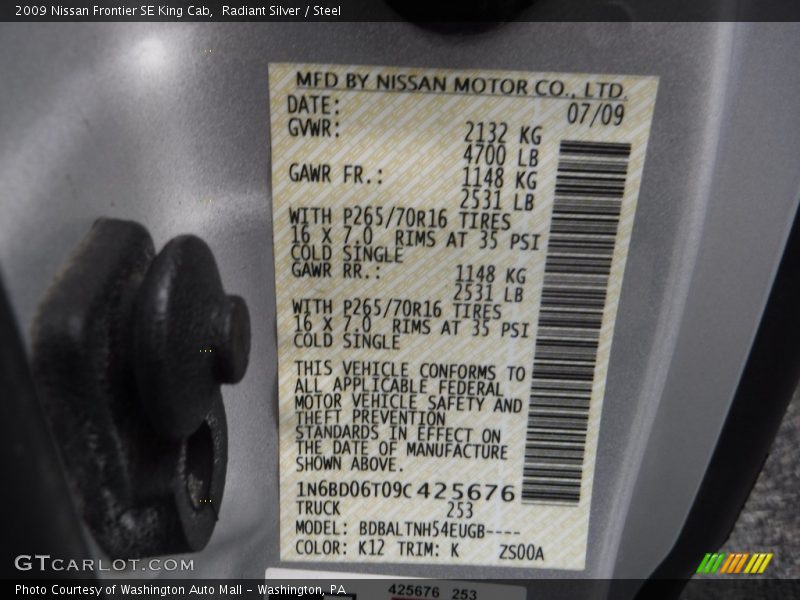 2009 Nissan Frontier SE King Cab,  Radiant Silver / Steel
MFD BY NISSAN MOTOR CO., LTD.
DATE: 07/09
GVWR: 2132 KG
4700 LB
GAWR FR.: 1148 KG
2531 LB
WITH P265/70R16 TIRES
16 X 7.0 RIMS AT 35 PSI
COLD SINGLE
GAWR RR.: 1148 KG
2531 LB
WITH P265/70R16 TIRES
16 X 7.0 RIMS AT 35 PSI
COLD SINGLE
THIS VEHICLE CONFORMS TO
ALL APPLICABLE FEDERAL
MOTOR VEHICLE SAFETY AND
THEFT PREVENTION
STANDARDS IN EFFECT ON
THE DATE OF MANUFACTURE
SHOWN ABOVE.
1N6BD06T09C425676
TRUCK 253
MODEL: BDBALTNH54EUGB----
COLOR: K12 TRIM: K ZS00A
GTCARLOT.COM
425676 253
Photo Courtesy of Washington Auto Mall - Washington, PA